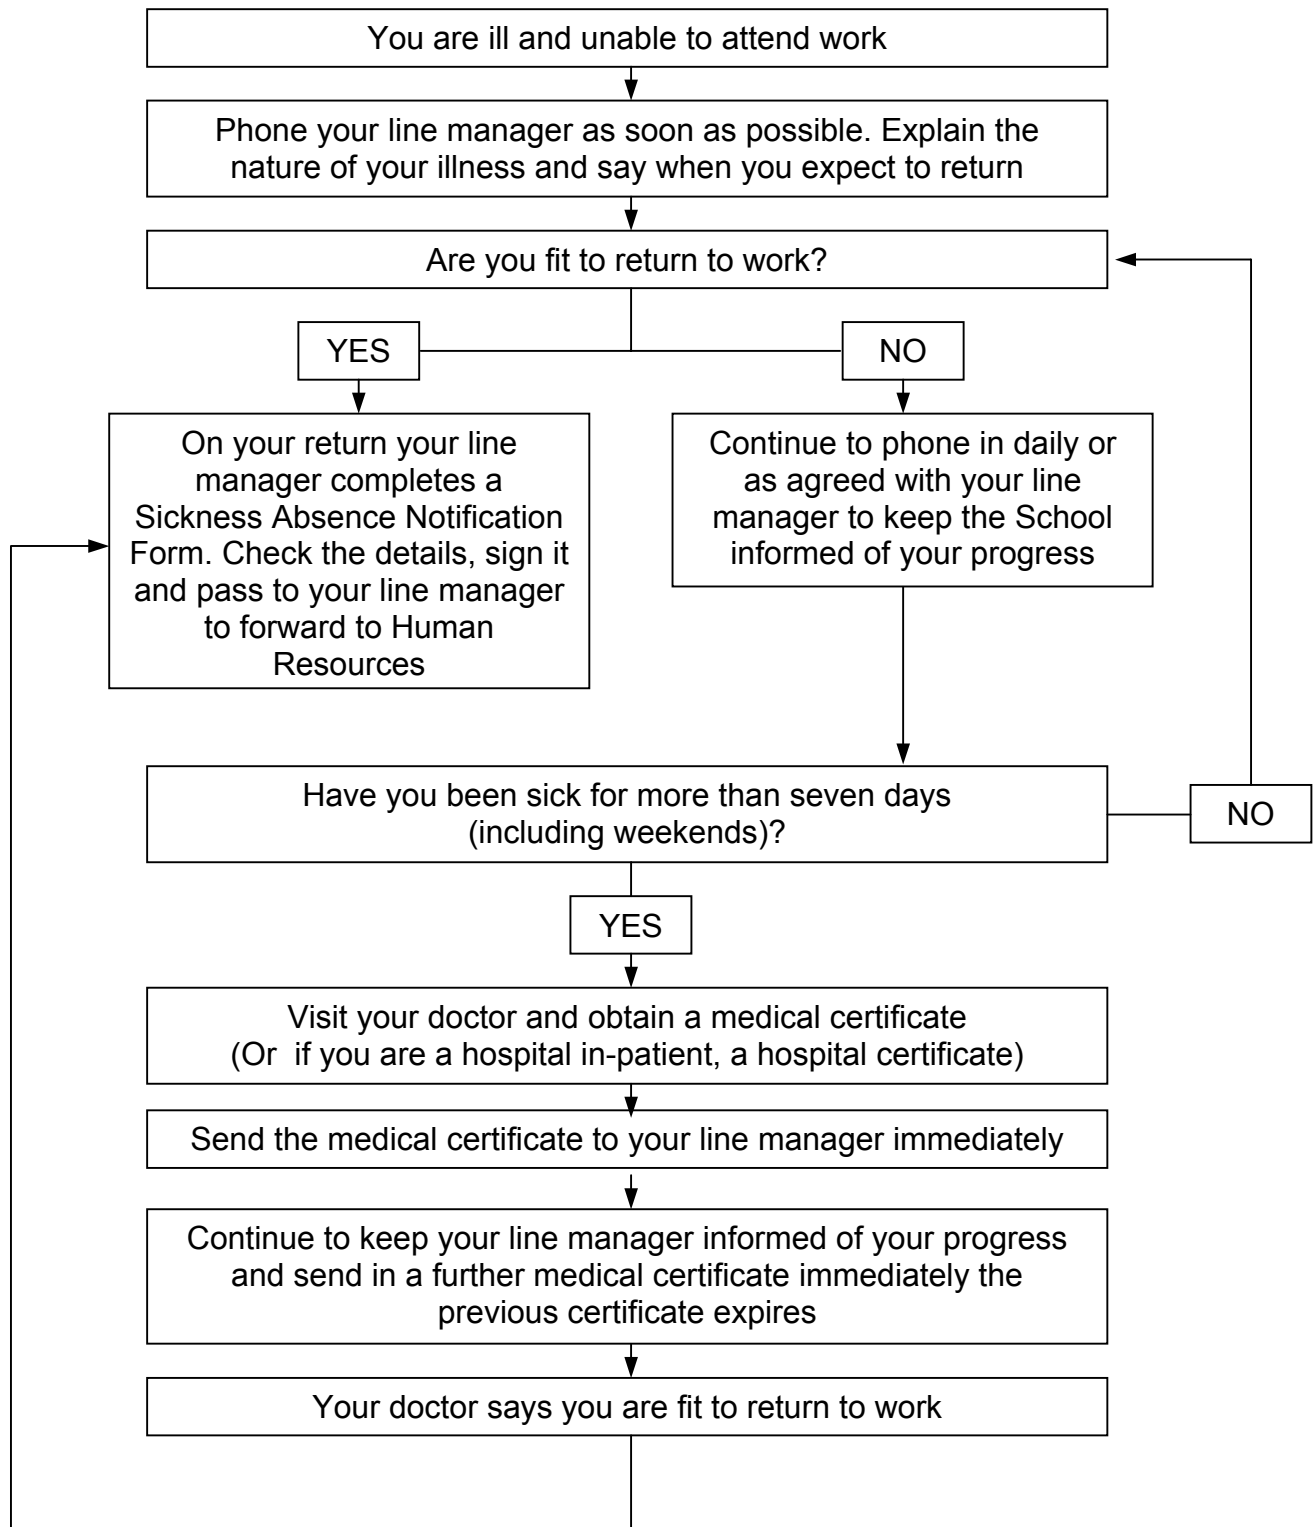 You are ill and unable to attend work
Phone your line manager as soon as possible. Explain the
nature of your illness and say when you expect to return
Are you fit to return to work?
YES
NO
On your return your line
manager completes a
Sickness Absence Notification
Form. Check the details, sign it
and pass to your line manager
to forward to Human
Resources
Continue to phone in daily or
as agreed with your line
manager to keep the School
informed of your progress
Have you been sick for more than seven days
(including weekends)?
NO
YES
Visit your doctor and obtain a medical certificate
(Or if you are a hospital in-patient, a hospital certificate)
Send the medical certificate to your line manager immediately
Continue to keep your line manager informed of your progress
and send in a further medical certificate immediately the
previous certificate expires
Your doctor says you are fit to return to work